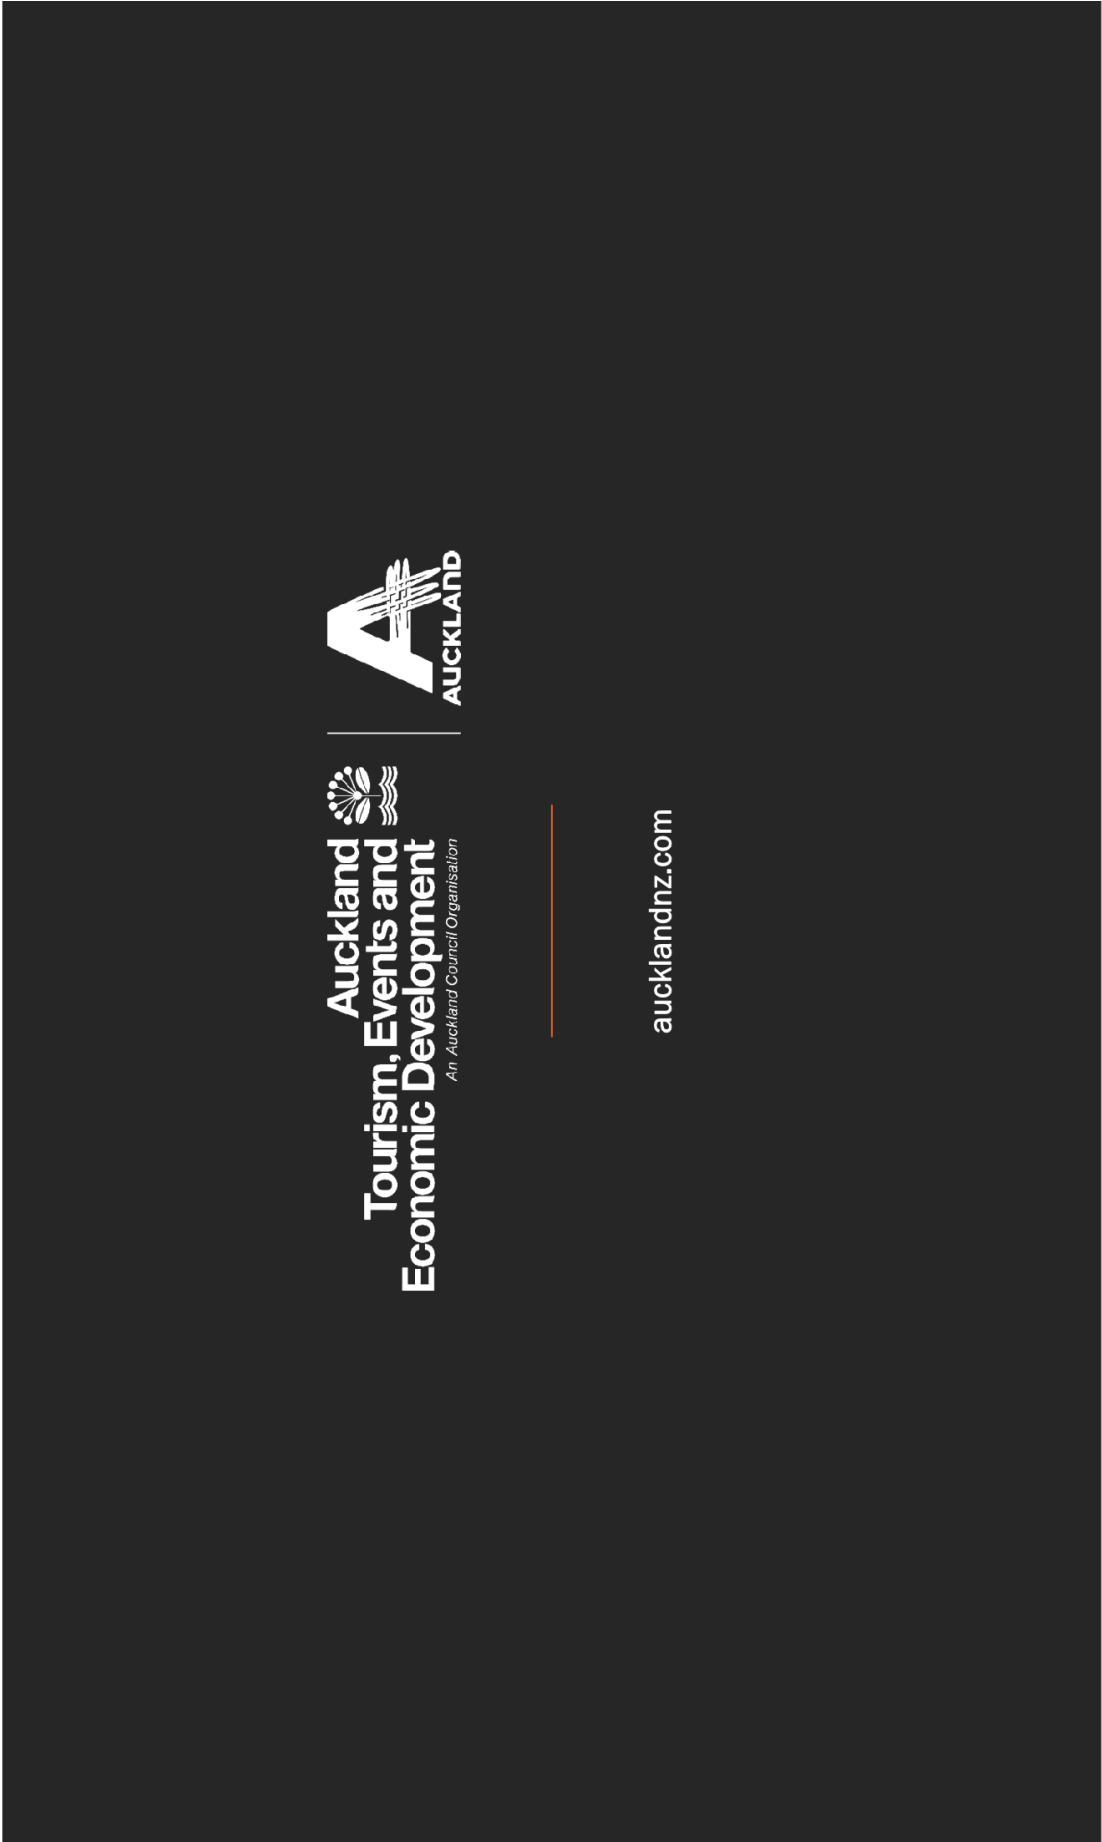 Auckland
Tourism, Events and
Economic Development
An Auckland Council Organisation
AUCKLAND
aucklandnz.com